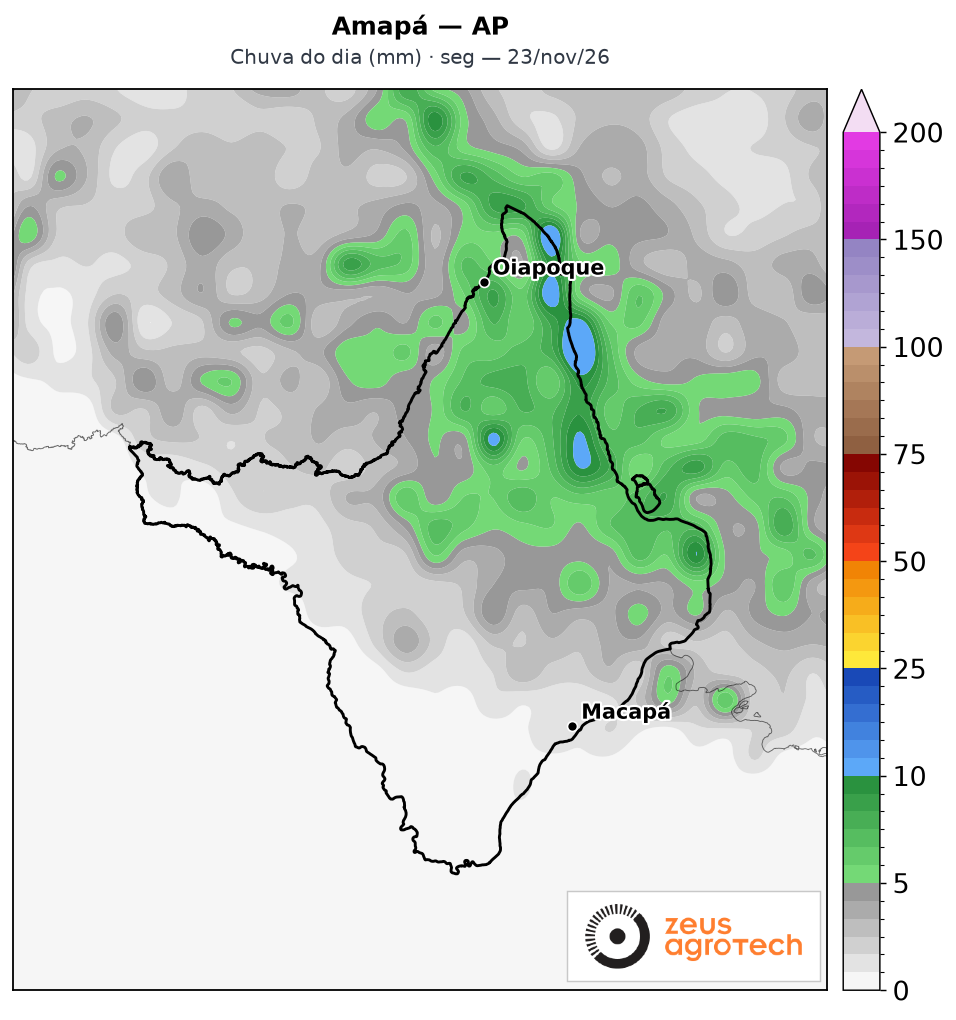 Amapá — AP
Chuva do dia (mm) · seg — 23/nov/26
200
150
100
75
50
25
10
5
0
Oiapoque
Macapá
zeus
agrotech